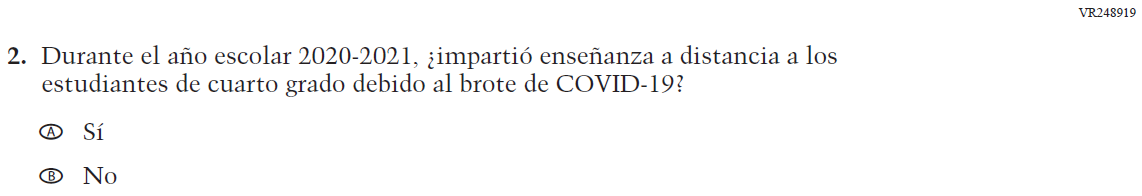 VR248919
2. Durante el año escolar 2020-2021, ¿impartió enseñanza a distancia a los
estudiantes de cuarto grado debido al brote de COVID-19?
A Sí
B No